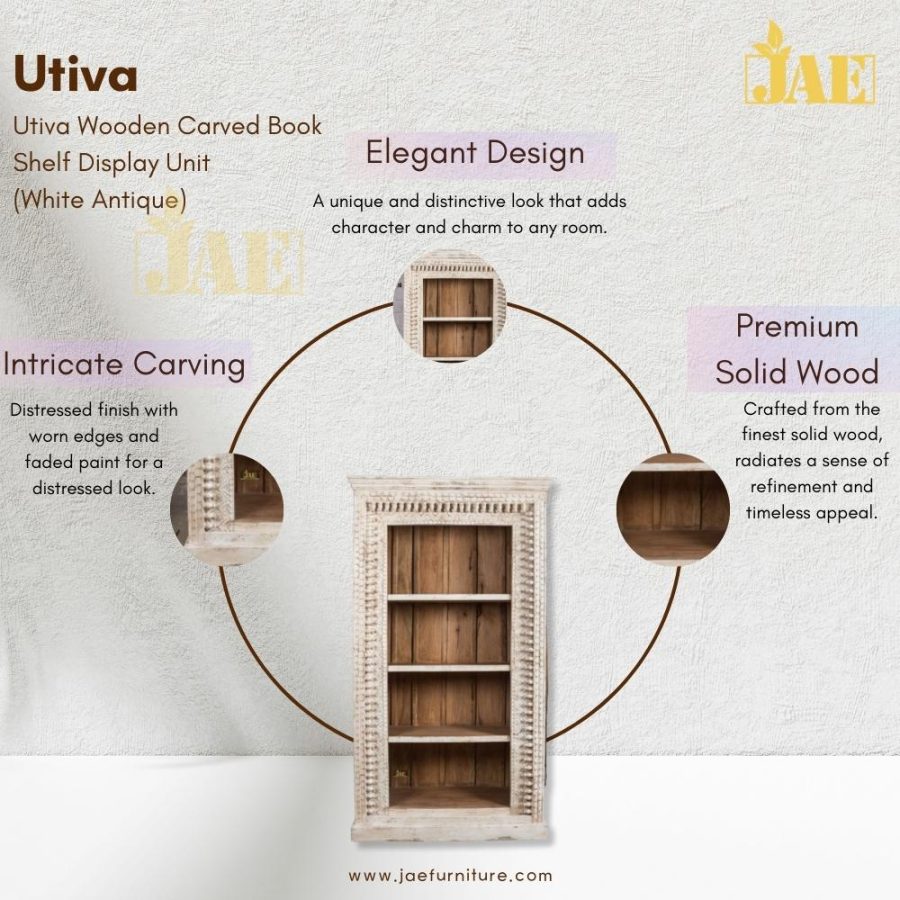 Utiva
Utiva Wooden Carved Book
Shelf Display Unit
(White Antique)
JAE
JAE
Elegant Design
A unique and distinctive look that adds
character and charm to any room.
Intricate Carving
Distressed finish with
worn edges and
faded paint for a
distressed look.
Premium
Solid Wood
Crafted from the
finest solid wood,
radiates a sense of
refinement and
timeless appeal.
JAE
JAE
www.jaefurniture.com